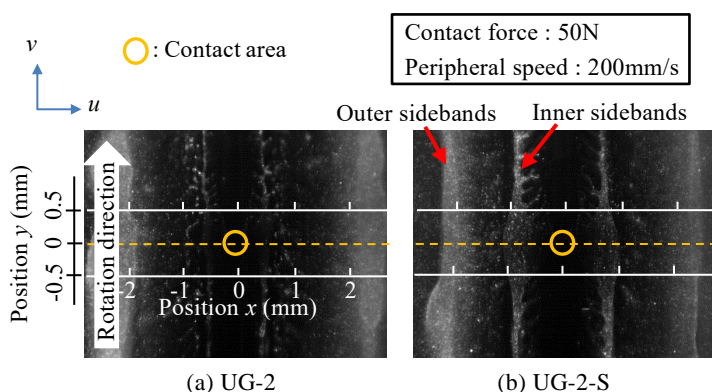 v
u
: Contact area
Contact force : 50N
Peripheral speed : 200mm/s
Outer sidebands
Inner sidebands
Position y (mm)
0.5
0
-0.5
Rotation direction
-2
-1
0
1
2
Position x (mm)
(a) UG-2
(b) UG-2-S